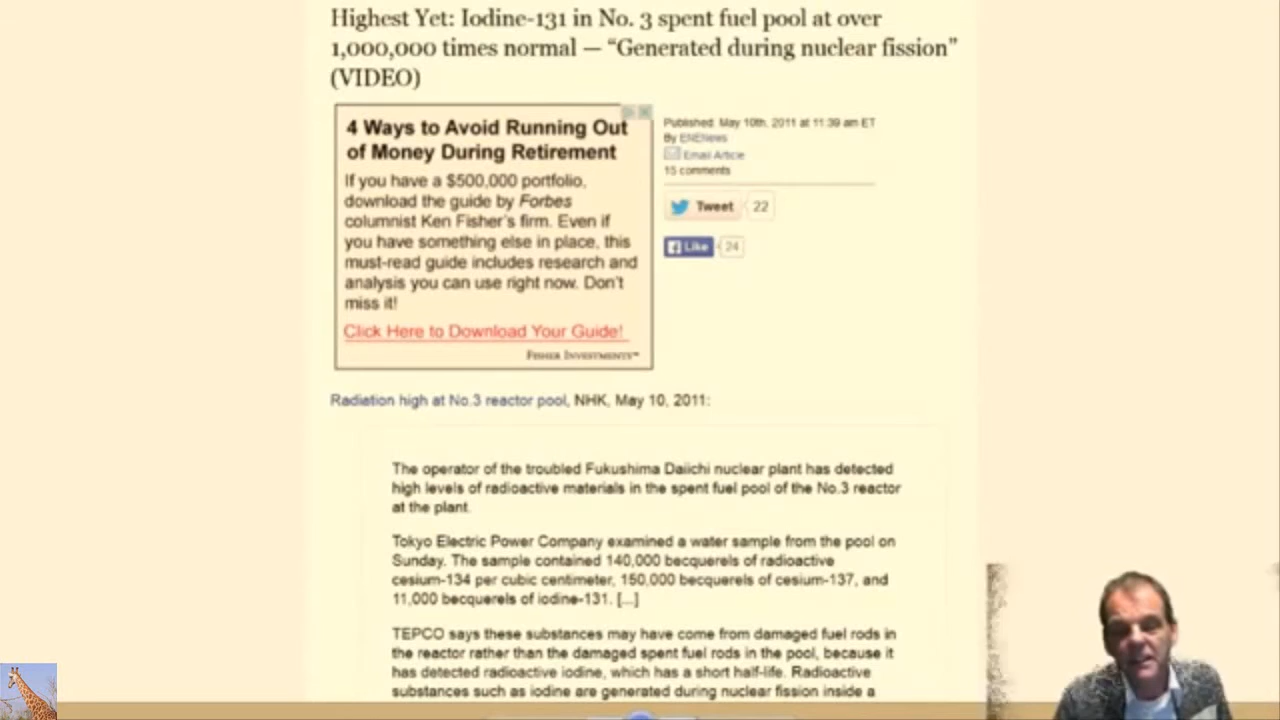 Highest Yet: Iodine-131 in No. 3 spent fuel pool at over
1,000,000 times normal — “Generated during nuclear fission”
(VIDEO)
4 Ways to Avoid Running Out
of Money During Retirement
If you have a $500,000 portfolio,
download the guide by Forbes
columnist Ken Fisher's firm. Even if
you have something else in place, this
must-read guide includes research and
analysis you can use right now. Don't
miss it!
Click Here to Download Your Guide!
Fisher Investments™
Published: May 10th, 2011 at 11:39 am ET
By ENENews
Email Article
15 comments
Tweet 22
Like 24
Radiation high at No.3 reactor pool, NHK, May 10, 2011:
The operator of the troubled Fukushima Daiichi nuclear plant has detected
high levels of radioactive materials in the spent fuel pool of the No.3 reactor
at the plant.
Tokyo Electric Power Company examined a water sample from the pool on
Sunday. The sample contained 140,000 becquerels of radioactive
cesium-134 per cubic centimeter, 150,000 becquerels of cesium-137, and
11,000 becquerels of iodine-131. [...]
TEPCO says these substances may have come from damaged fuel rods in
the reactor rather than the damaged spent fuel rods in the pool, because it
has detected radioactive iodine, which has a short half-life. Radioactive
substances such as iodine are generated during nuclear fission inside a